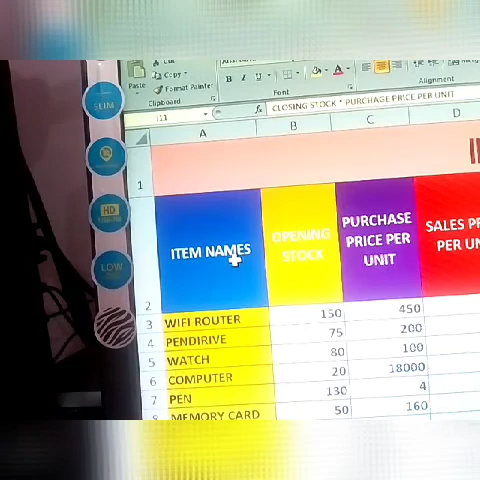 Cut
Copy
Paste
Format Painter
B I U A
Clipboard
Font
Alignment
fx CLOSING STOCK * PURCHAGE PRICE PER UNIT
A B C D
1
ITEM NAMES
OPENING STOCK
PURCHASE PRICE PER UNIT
2
3 WIFI ROUTER 150 450
4 PENDIRIVE 75 200
5 WATCH 80 100
6 COMPUTER 20 18000
7 PEN 130 4
8 MEMORY CARD 50 160
SLIM
HD
LOW